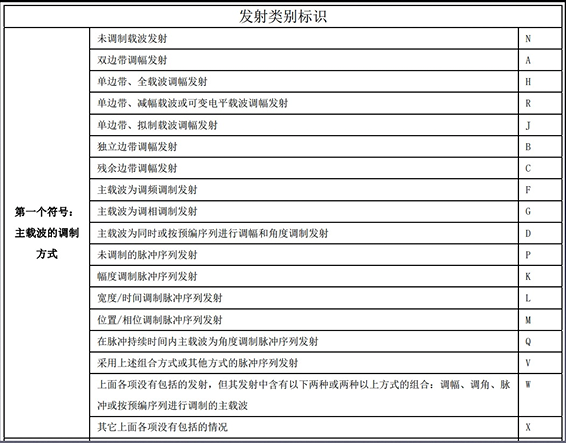 发射类别标识
未调制载波发射 N
双边带调幅发射 A
单边带、全载波调幅发射 H
单边带、减幅载波或可变电平载波调幅发射 R
单边带、拟制载波调幅发射 J
独立边带调幅发射 B
残余边带调幅发射 C
主载波为调频调制发射 F
第一个符号： 主载波为调相调制发射 G
主载波的调制 主载波为同时或按预编序列进行调幅和角度调制发射 D
方式 未调制的脉冲序列发射 P
幅度调制脉冲序列发射 K
宽度/时间调制脉冲序列发射 L
位置/相位调制脉冲序列发射 M
在脉冲持续时间内主载波为角度调制脉冲序列发射 Q
采用上述组合方式或其他方式的脉冲序列发射 V
上面各项没有包括的发射，但其发射中含有以下两种或两种以上方式的组合：调幅、调角、脉 W
冲或按预编序列进行调制的主载波
其它上面各项没有包括的情况 X